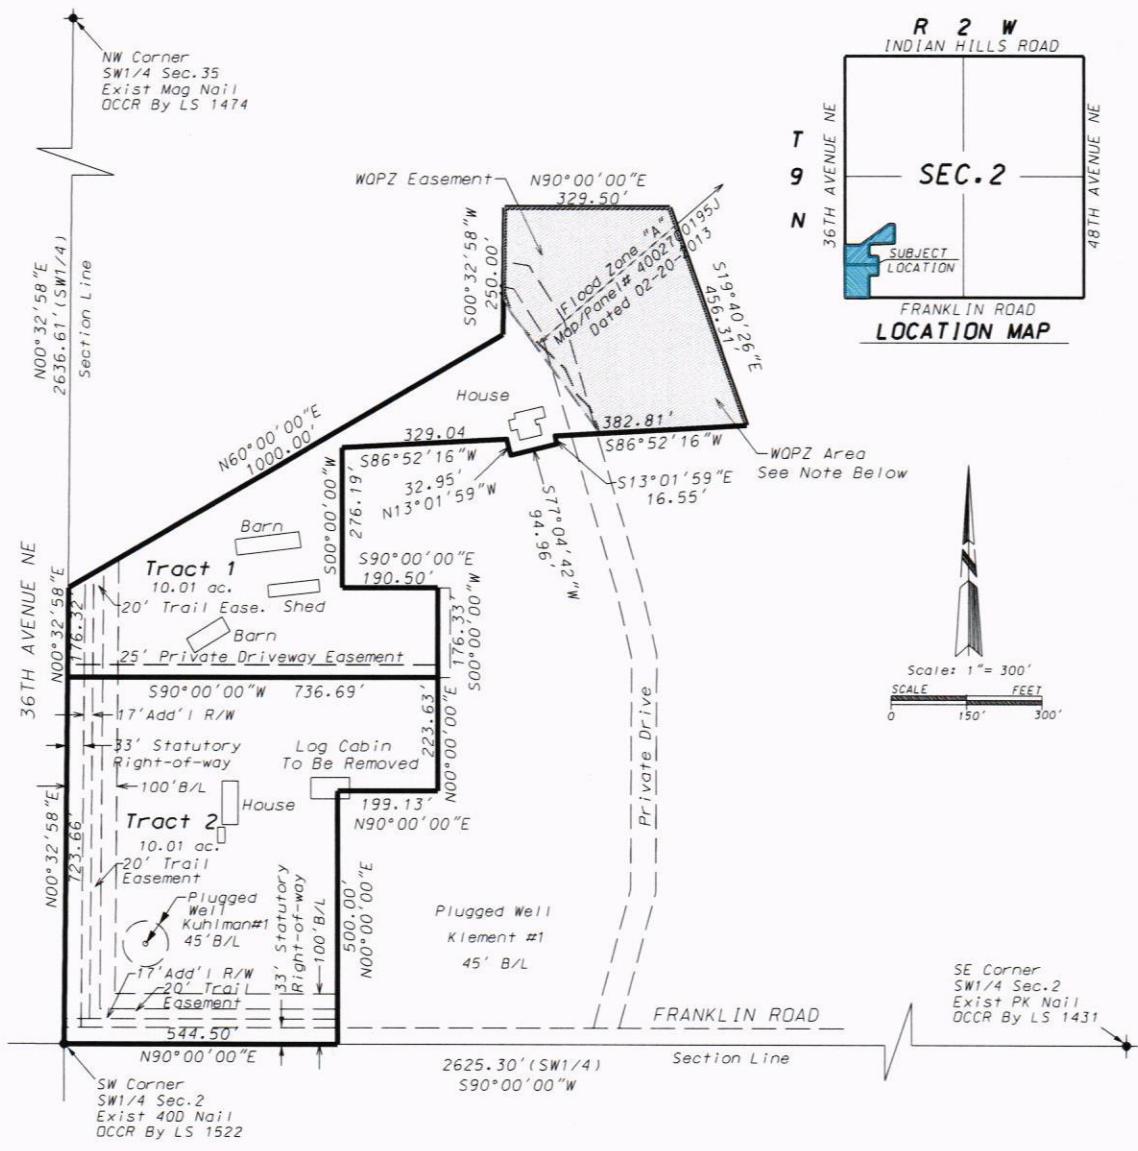 NW Corner
SW1/4 Sec.35
Exist Mag Nail
OCCR By LS 1474
R 2 W
INDIAN HILLS ROAD
T
9
N
36TH AVENUE NE
SEC.2
48TH AVENUE NE
SUBJECT
LOCATION
FRANKLIN ROAD
LOCATION MAP
N00°32'58"E
2636.61'(SW1/4)
Section Line
WQPZ Easement
N90°00'00"E
329.50'
S00°32'58"W
250.00'
Flood Zone "A"
Map/Panel# 4002700195J
Dated 02-20-2013
S19°40'26"E
456.31'
N60°00'00"E
1000.00'
House
329.04
S86°52'16"W
382.81'
S86°52'16"W
WQPZ Area
See Note Below
32.95'
N13°01'59"W
S13°01'59"E
16.55'
S77°04'42"W
94.96'
S00°00'00"W
276.19'
Barn
Tract 1
10.01 ac.
S90°00'00"E
190.50'
20' Trail Ease.
Shed
Barn
25' Private Driveway Easement
36TH AVENUE NE
N00°32'58"E
176.32'
176.33'
S00°00'00"W
S90°00'00"W 736.69'
17'Add'l R/W
33' Statutory
Right-of-way
100'B/L
Log Cabin
To Be Removed
223.63'
N00°00'00"E
House
199.13'
N90°00'00"E
Tract 2
10.01 ac.
N00°32'58"E
723.66'
20' Trail
Easement
Plugged
Well
Kuhlman#1
45'B/L
33' Statutory
Right-of-way
100'B/L
500.00'
N00°00'00"E
17'Add'l R/W
20' Trail
Easement
Plugged Well
Klement #1
45' B/L
Private Drive
Scale: 1"= 300'
SCALE FEET
0 150' 300'
544.50'
N90°00'00"E
FRANKLIN ROAD
Section Line
2625.30'(SW1/4)
S90°00'00"W
SE Corner
SW1/4 Sec.2
Exist PK Nail
OCCR By LS 1431
SW Corner
SW1/4 Sec.2
Exist 40D Nail
OCCR By LS 1522